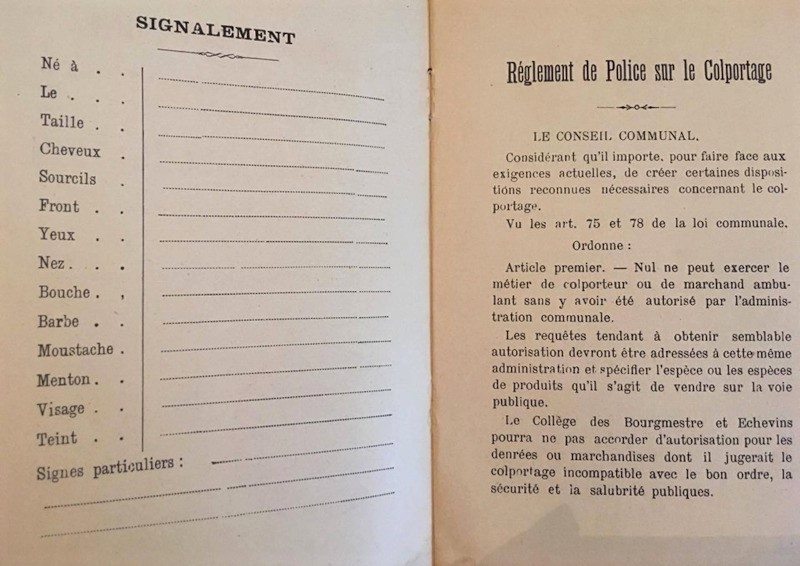 SIGNALEMENT
Né à . .
Le . . .
Taille . .
Cheveux .
Sourcils .
Front . .
Yeux . .
Nez . . .
Bouche . ,
Barbe . .
Moustache .
Menton . .
Visage . .
Teint . .
Signes particuliers :
Réglement de Police sur le Colportage
LE CONSEIL COMMUNAL,
Considérant qu'il importe, pour faire face aux
exigences actuelles, de créer certaines disposi-
tions reconnues nécessaires concernant le col-
portage.
Vu les art. 75 et 78 de la loi communale.
Ordonne :
Article premier. — Nul ne peut exercer le
métier de colporteur ou de marchand ambu-
lant sans y avoir été autorisé par l'adminis-
tration communale.
Les requêtes tendant à obtenir semblable
autorisation devront être adressées à cette même
administration et spécifier l'espèce ou les espèces
de produits qu'il s'agit de vendre sur la voie
publique.
Le Collège des Bourgmestre et Echevins
pourra ne pas accorder d'autorisation pour les
denrées ou marchandises dont il jugerait le
colportage incompatible avec le bon ordre, la
sécurité et la salubrité publiques.